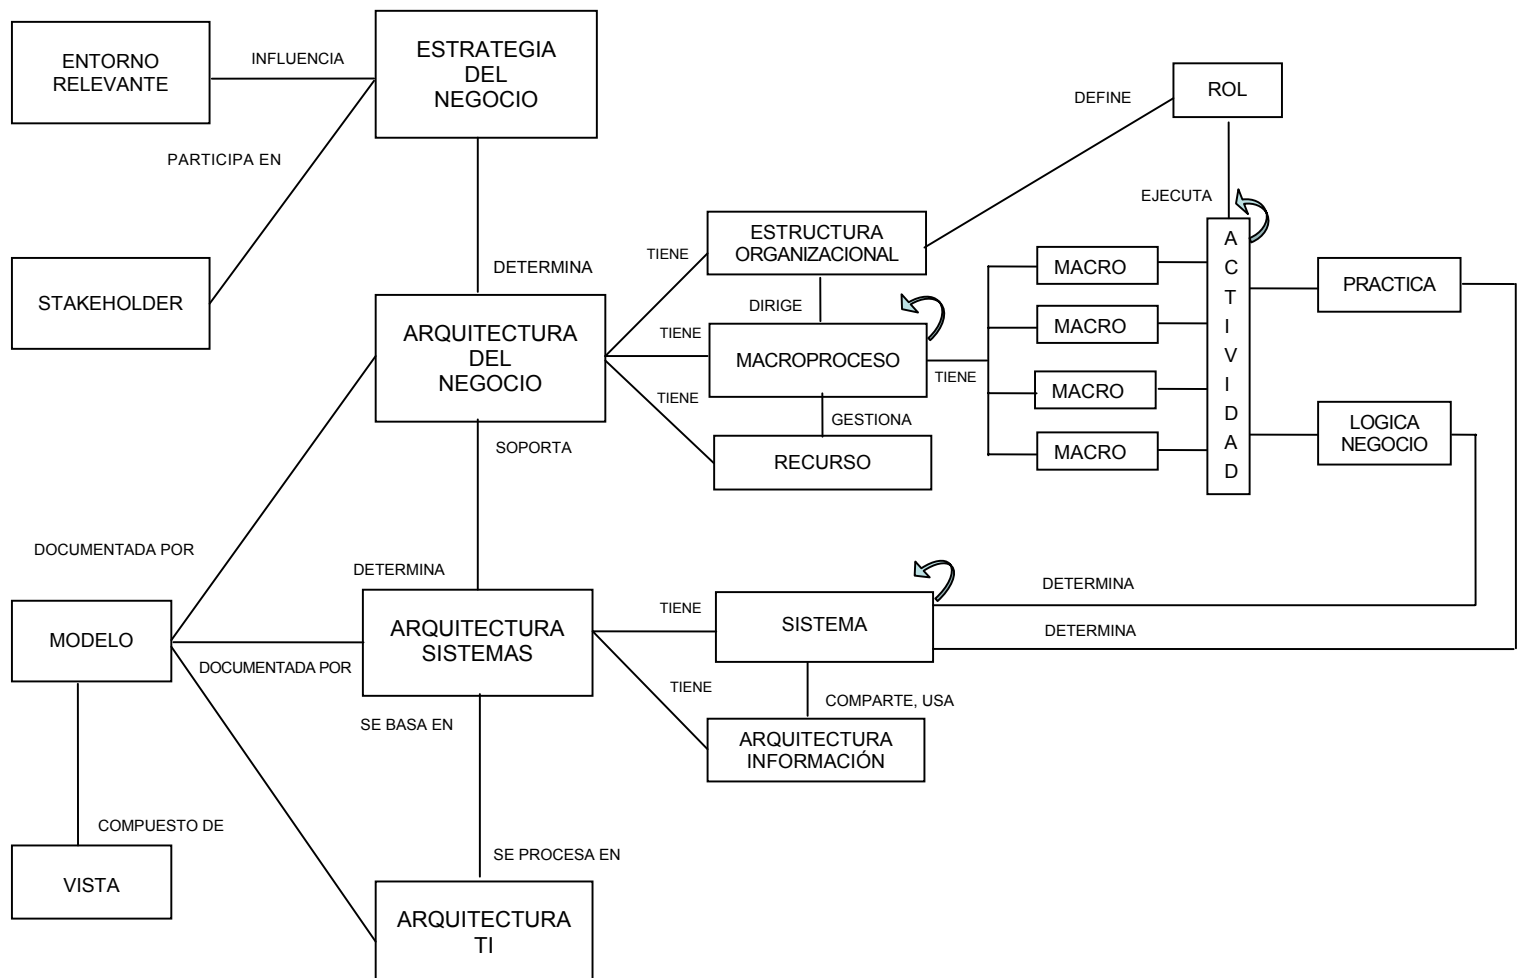 ENTORNO
RELEVANTE
INFLUENCIA
ESTRATEGIA
DEL
NEGOCIO
PARTICIPA EN
STAKEHOLDER
DETERMINA
ARQUITECTURA
DEL
NEGOCIO
TIENE
TIENE
TIENE
ESTRUCTURA
ORGANIZACIONAL
DIRIGE
MACROPROCESO
GESTIONA
RECURSO
DEFINE
ROL
EJECUTA
TIENE
MACRO
MACRO
MACRO
MACRO
A
C
T
I
V
I
D
A
D
PRACTICA
LOGICA
NEGOCIO
SOPORTA
DOCUMENTADA POR
DETERMINA
MODELO
DOCUMENTADA POR
ARQUITECTURA
SISTEMAS
TIENE
TIENE
SISTEMA
DETERMINA
DETERMINA
COMPARTE, USA
ARQUITECTURA
INFORMACIÓN
SE BASA EN
COMPUESTO DE
VISTA
SE PROCESA EN
ARQUITECTURA
TI